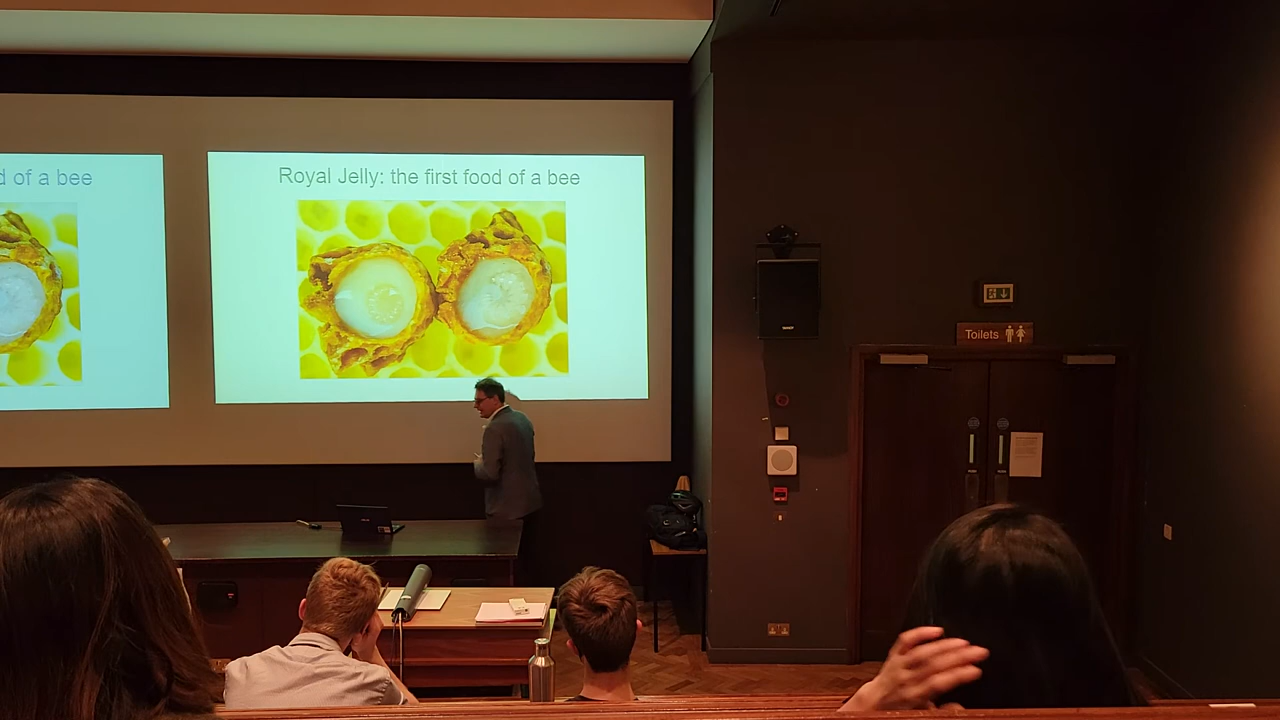 d of a bee
Royal Jelly: the first food of a bee
Toilets